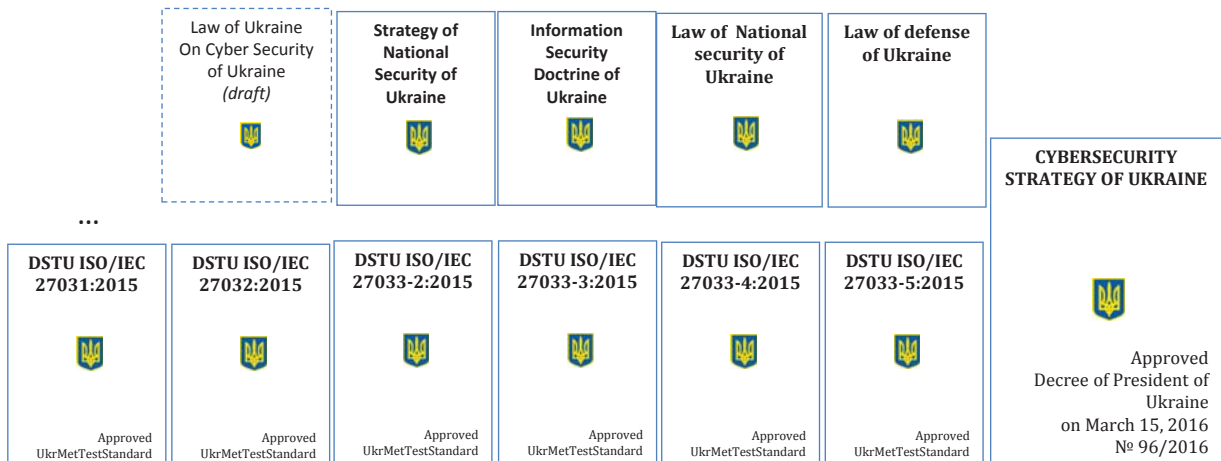 Law of Ukraine
On Cyber Security
of Ukraine
(draft)
Strategy of
National
Security of
Ukraine
Information
Security
Doctrine of
Ukraine
Law of National
security of
Ukraine
Law of defense
of Ukraine
CYBERSECURITY
STRATEGY OF UKRAINE
Approved
Decree of President of
Ukraine
on March 15, 2016
№ 96/2016
...
DSTU ISO/IEC
27031:2015
Approved
UkrMetTestStandard
DSTU ISO/IEC
27032:2015
Approved
UkrMetTestStandard
DSTU ISO/IEC
27033-2:2015
Approved
UkrMetTestStandard
DSTU ISO/IEC
27033-3:2015
Approved
UkrMetTestStandard
DSTU ISO/IEC
27033-4:2015
Approved
UkrMetTestStandard
DSTU ISO/IEC
27033-5:2015
Approved
UkrMetTestStandard